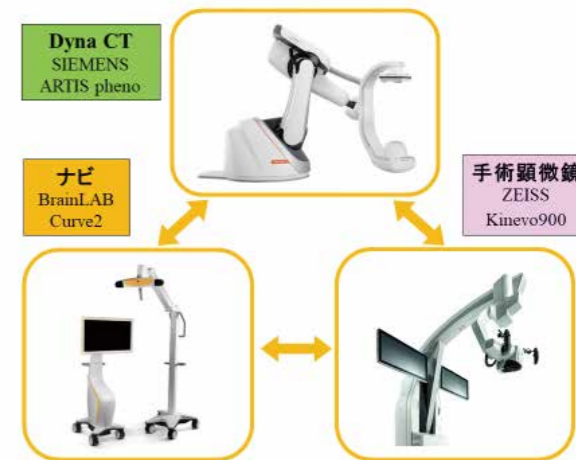 Dyna CT
SIEMENS
ARTIS pheno
ナビ
BrainLAB
Curve2
手術顕微鏡
ZEISS
Kinevo900